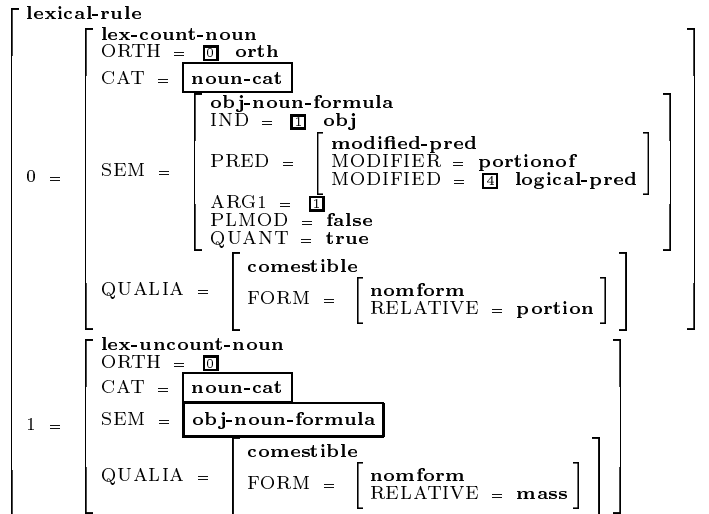 lexical-rule
lex-count-noun
ORTH = 0 orth
CAT = noun-cat
obj-noun-formula
IND = 1 obj
modified-pred
PRED = MODIFIER = portionof
MODIFIED = 4 logical-pred
0 = SEM =
ARG1 = 1
PLMOD = false
QUANT = true
comestible
QUALIA = FORM = nomform
RELATIVE = portion
lex-uncount-noun
ORTH = 0
CAT = noun-cat
1 = SEM = obj-noun-formula
comestible
QUALIA = FORM = nomform
RELATIVE = mass